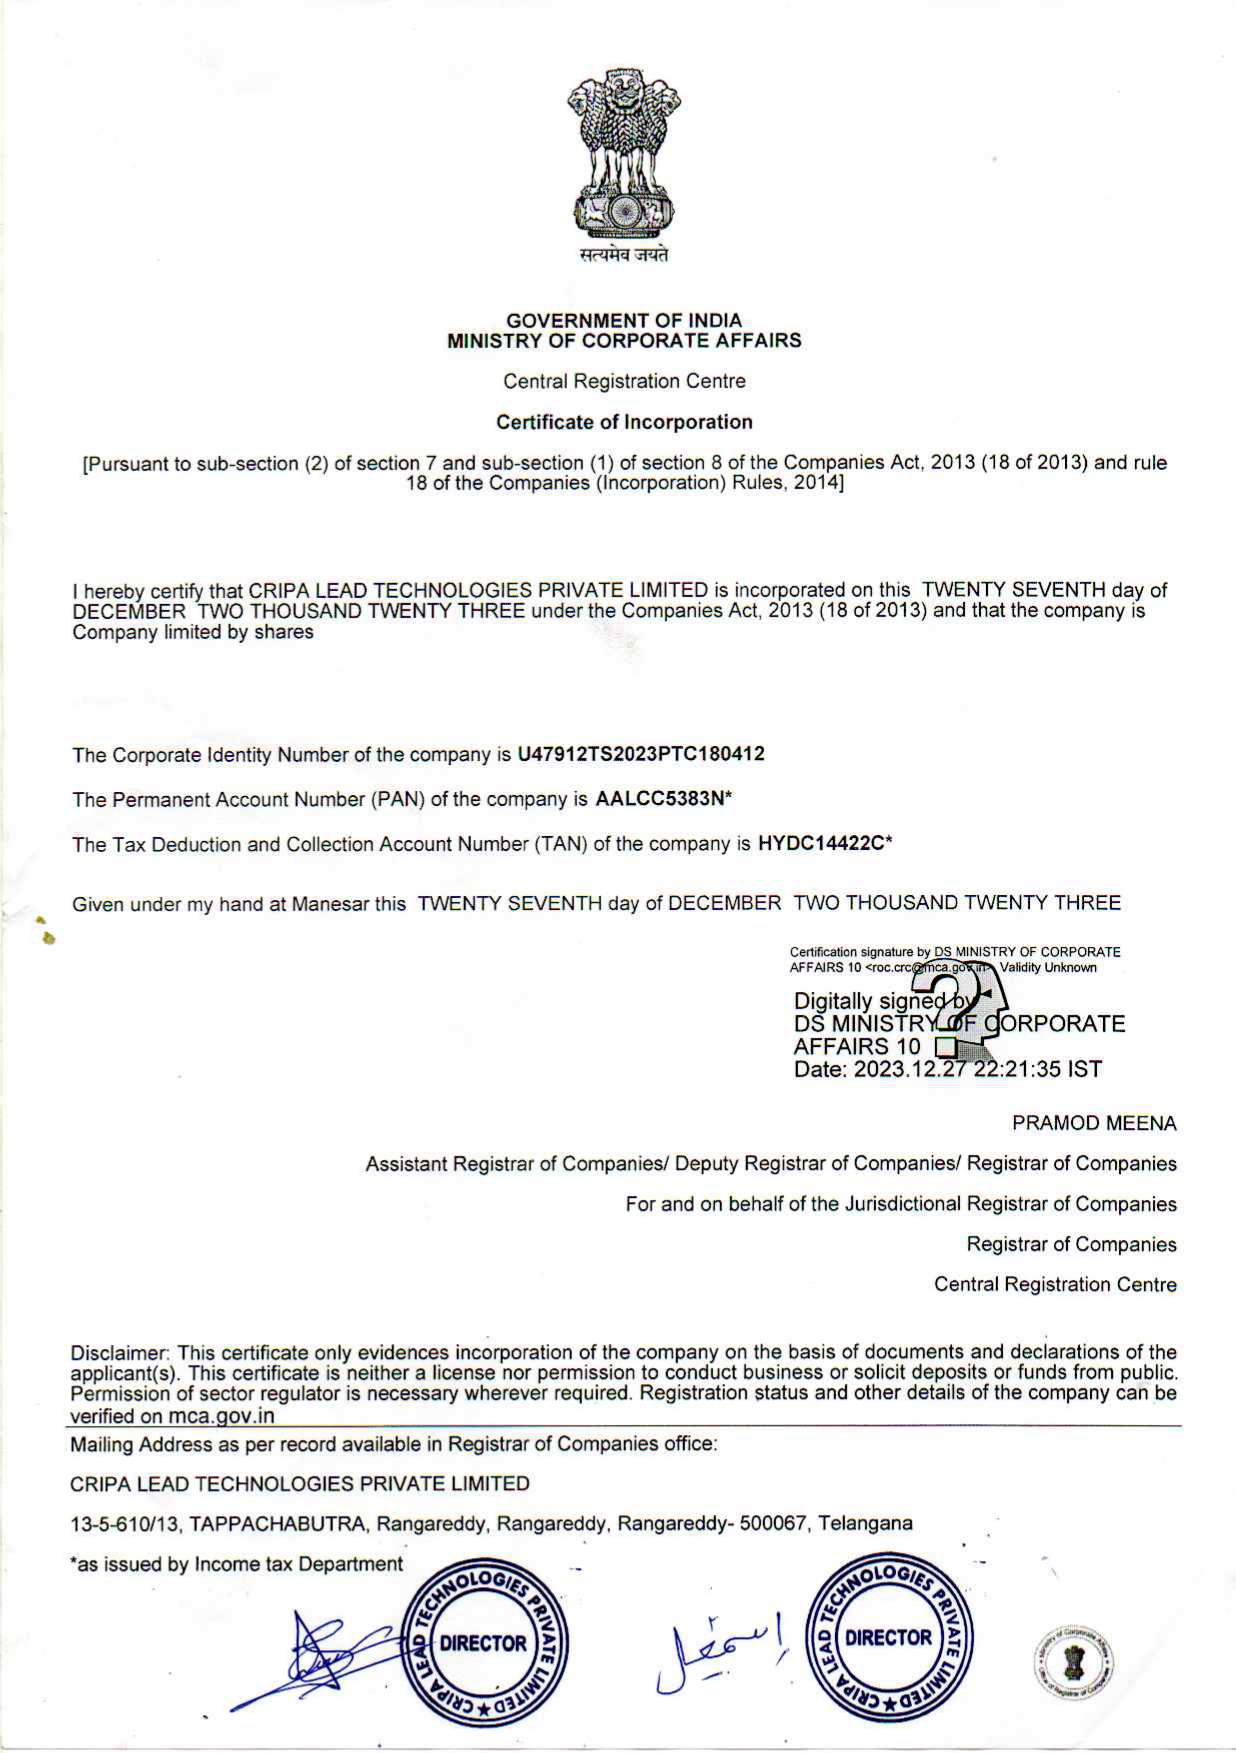 सत्यमेव जयते
GOVERNMENT OF INDIA
MINISTRY OF CORPORATE AFFAIRS
Central Registration Centre
Certificate of Incorporation
[Pursuant to sub-section (2) of section 7 and sub-section (1) of section 8 of the Companies Act, 2013 (18 of 2013) and rule
18 of the Companies (Incorporation) Rules, 2014]
I hereby certify that CRIPA LEAD TECHNOLOGIES PRIVATE LIMITED is incorporated on this TWENTY SEVENTH day of
DECEMBER TWO THOUSAND TWENTY THREE under the Companies Act, 2013 (18 of 2013) and that the company is
Company limited by shares
The Corporate Identity Number of the company is U47912TS2023PTC180412
The Permanent Account Number (PAN) of the company is AALCC5383N*
The Tax Deduction and Collection Account Number (TAN) of the company is HYDC14422C*
Given under my hand at Manesar this TWENTY SEVENTH day of DECEMBER TWO THOUSAND TWENTY THREE
Certification signature by DS MINISTRY OF CORPORATE
AFFAIRS 10 <roc.crc@mca.gov.in> Validity Unknown
Digitally signed by
DS MINISTRY OF CORPORATE
AFFAIRS 10
Date: 2023.12.27 22:21:35 IST
PRAMOD MEENA
Assistant Registrar of Companies/ Deputy Registrar of Companies/ Registrar of Companies
For and on behalf of the Jurisdictional Registrar of Companies
Registrar of Companies
Central Registration Centre
Disclaimer: This certificate only evidences incorporation of the company on the basis of documents and declarations of the
applicant(s). This certificate is neither a license nor permission to conduct business or solicit deposits or funds from public.
Permission of sector regulator is necessary wherever required. Registration status and other details of the company can be
verified on mca.gov.in
Mailing Address as per record available in Registrar of Companies office:
CRIPA LEAD TECHNOLOGIES PRIVATE LIMITED
13-5-610/13, TAPPACHABUTRA, Rangareddy, Rangareddy, Rangareddy- 500067, Telangana
*as issued by Income tax Department
CRIPA LEAD TECHNOLOGIES PRIVATE LIMITED ★
DIRECTOR
اسمٰعیل
CRIPA LEAD TECHNOLOGIES PRIVATE LIMITED ★
DIRECTOR
Ministry of Corporate Affairs